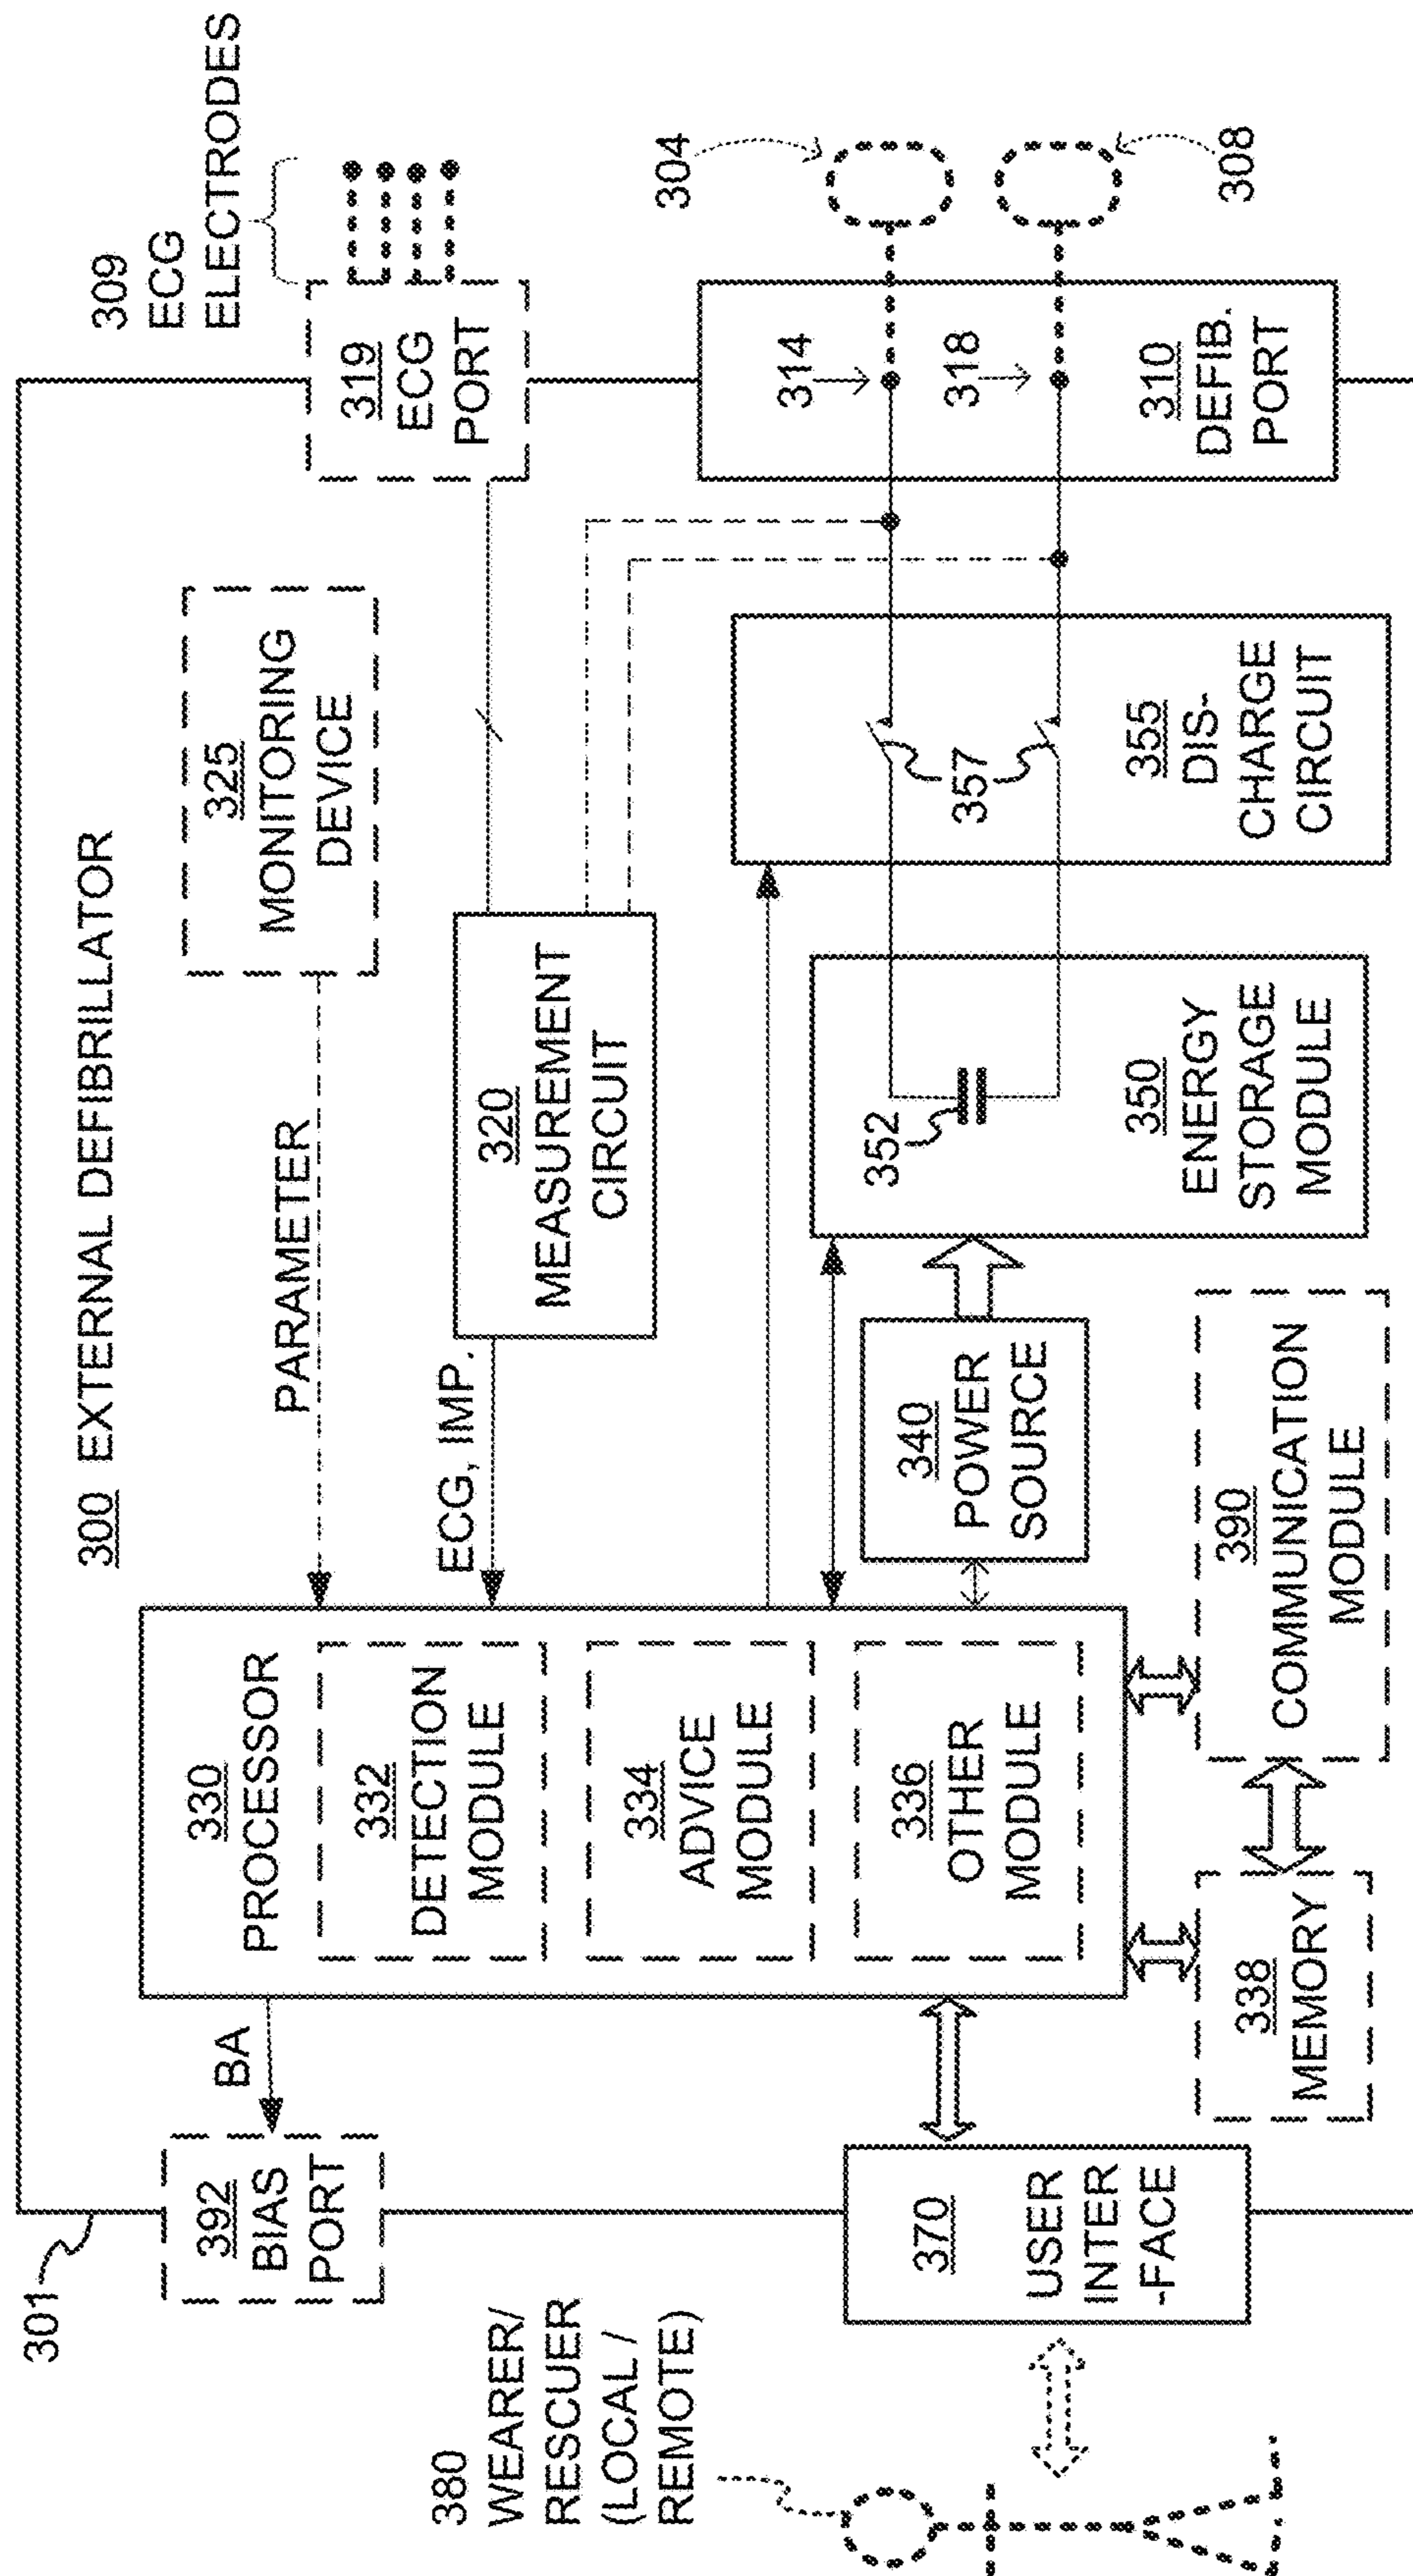 300 EXTERNAL DEFIBRILLATOR
301
309
ECG
ELECTRODES
319
ECG
PORT
325
MONITORING
DEVICE
PARAMETER
320
MEASUREMENT
CIRCUIT
ECG, IMP.
330
PROCESSOR
332
DETECTION
MODULE
334
ADVICE
MODULE
336
OTHER
MODULE
BA
392
BIAS
PORT
380
WEARER/
RESCUER
(LOCAL /
REMOTE)
370
USER
INTER
-FACE
338
MEMORY
390
COMMUNICATION
MODULE
340
POWER
SOURCE
352
350
ENERGY
STORAGE
MODULE
357
355
DIS-
CHARGE
CIRCUIT
314
318
310
DEFIB.
PORT
304
308